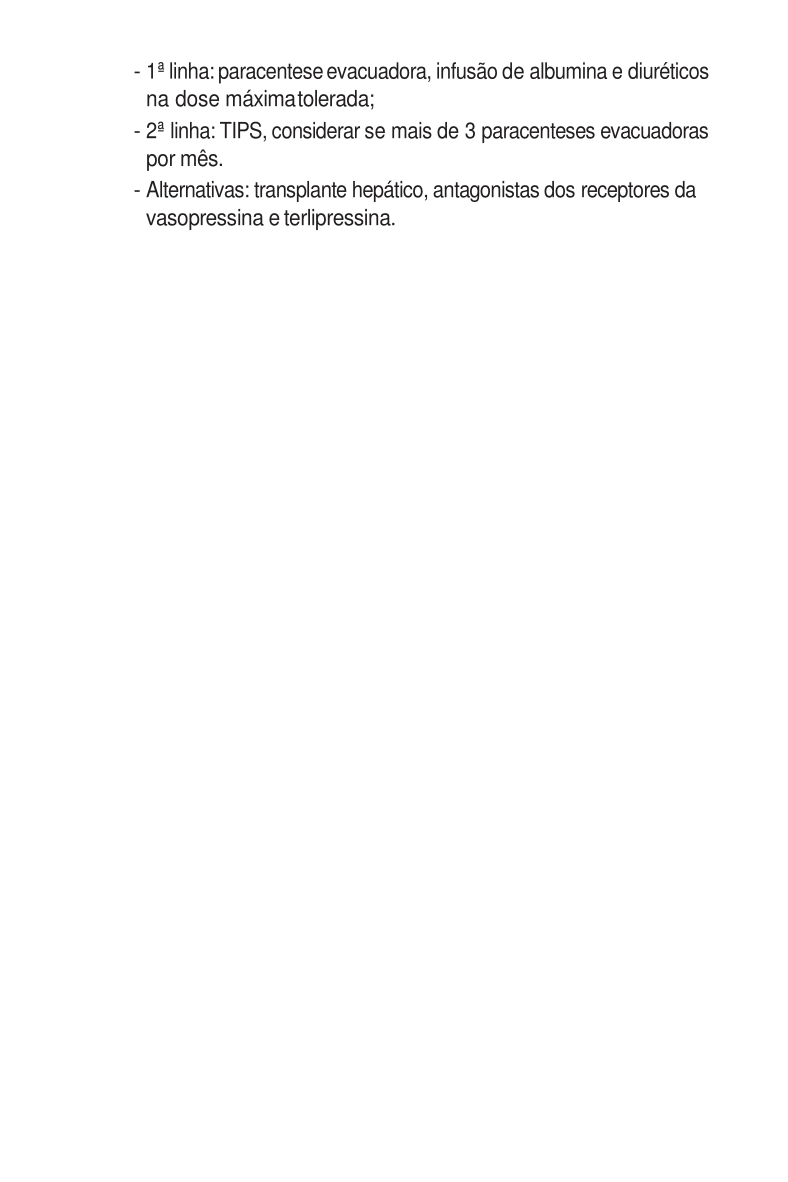 - 1ª linha: paracentese evacuadora, infusão de albumina e diuréticos
na dose máxima tolerada;
- 2ª linha: TIPS, considerar se mais de 3 paracenteses evacuadoras
por mês.
- Alternativas: transplante hepático, antagonistas dos receptores da
vasopressina e terlipressina.